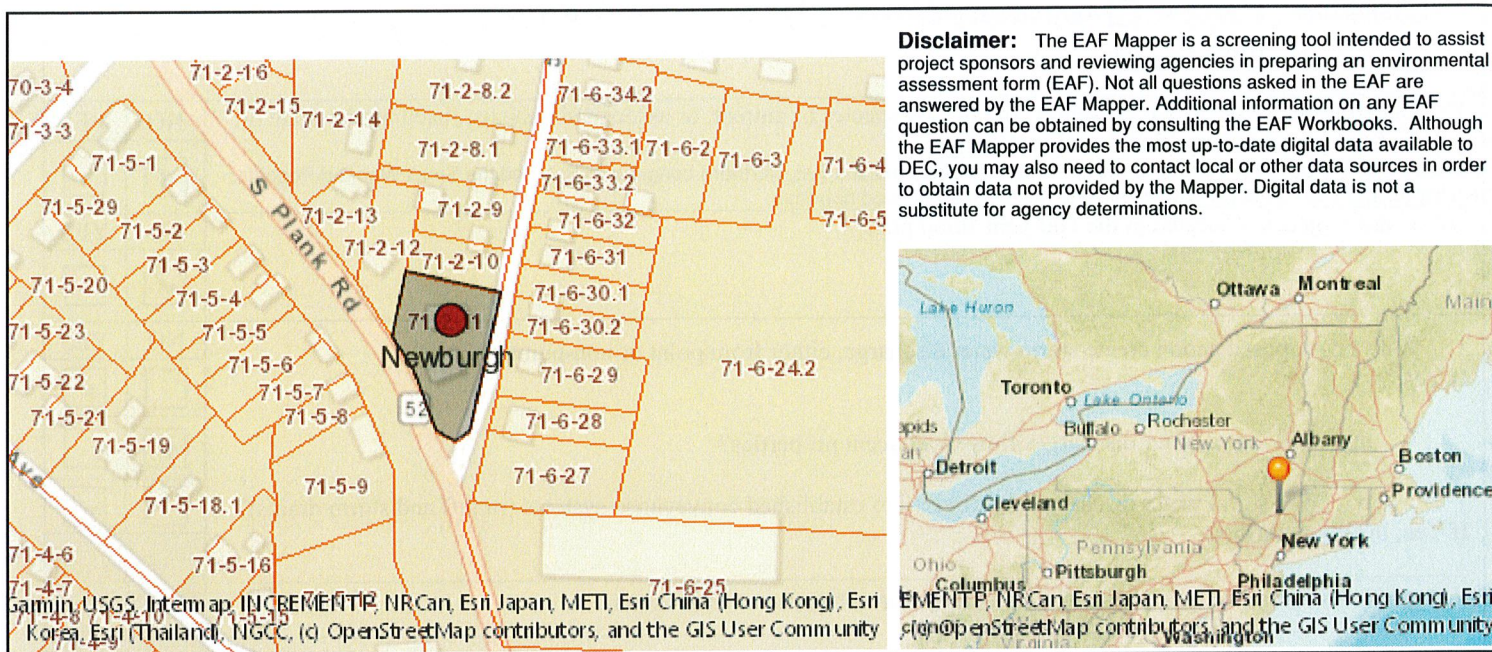 Disclaimer: The EAF Mapper is a screening tool intended to assist
project sponsors and reviewing agencies in preparing an environmental
assessment form (EAF). Not all questions asked in the EAF are
answered by the EAF Mapper. Additional information on any EAF
question can be obtained by consulting the EAF Workbooks. Although
the EAF Mapper provides the most up-to-date digital data available to
DEC, you may also need to contact local or other data sources in order
to obtain data not provided by the Mapper. Digital data is not a
substitute for agency determinations.
70-3-4
71-2-16
71-2-15
71-2-14
71-2-8.2
71-6-34.2
71-3-3
71-5-1
71-2-8.1
71-6-33.1
71-6-2
71-6-3
71-6-4
71-6-33.2
71-5-29
71-5-2
S Plank Rd
71-2-13
71-2-9
71-6-32
71-6-5
71-2-12
71-2-10
71-6-31
71-5-3
71-5-20
71-5-4
71-6-30.1
71-5-23
71-5-5
71-6-30.2
Newburgh
71-5-6
71-6-29
71-6-24.2
71-5-22
71-5-7
71-5-21
71-5-8
52
71-6-28
71-5-19
Ave
71-5-9
71-6-27
71-5-18.1
71-4-6
71-5-16
71-4-7
71-6-25
71-4-8
71-4-10
71-4-9
Garmin, USGS, Intermap, INCREMENT P, NRCan, Esri Japan, METI, Esri China (Hong Kong), Esri
Korea, Esri (Thailand), NGCC, (c) OpenStreetMap contributors, and the GIS User Community
Ottawa
Montreal
Lake Huron
Toronto
Lake Ontario
Rochester
Buffalo
New York
Albany
Boston
Detroit
Providence
Cleveland
New York
Pennsylvania
Ohio
Pittsburgh
Columbus
Philadelphia
EMENT P, NRCan, Esri Japan, METI, Esri China (Hong Kong), Esri
OpenStreetMap contributors, and the GIS User Community
Washington
Virginia